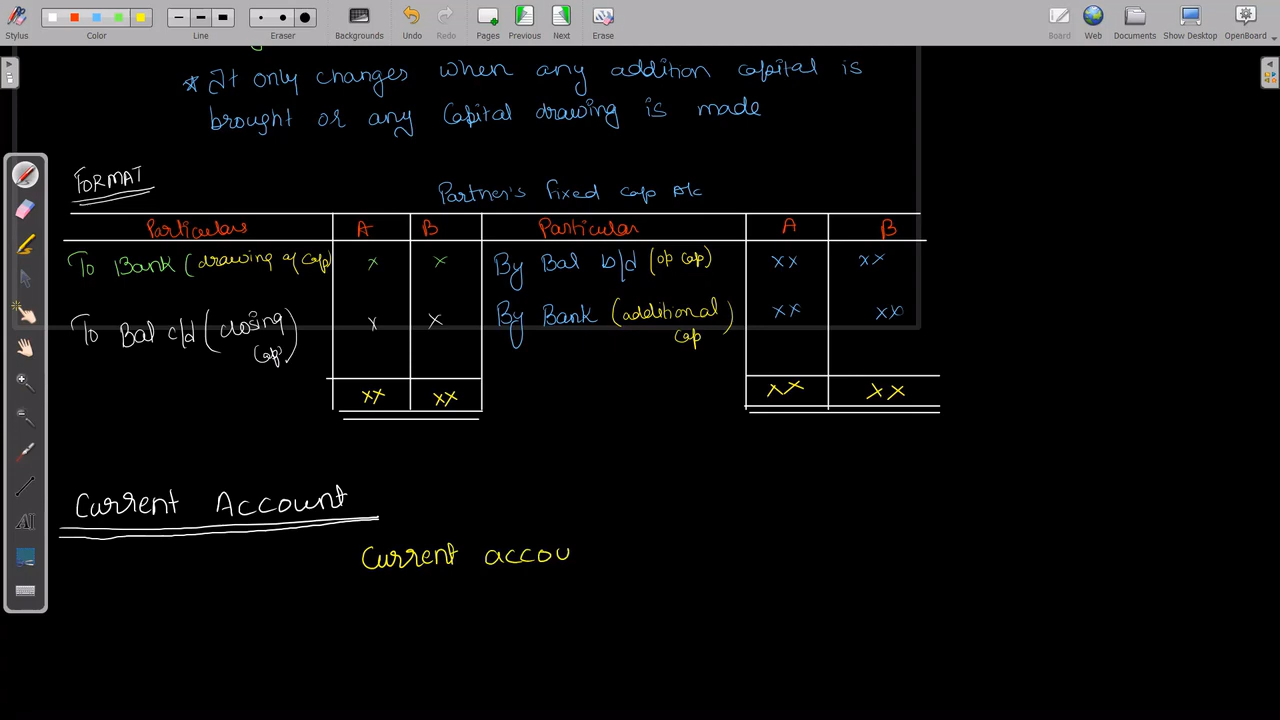 Stylus Color Line Eraser Backgrounds Undo Redo Pages Previous Next Erase Board Web Documents Show Desktop OpenBoard
* It only changes when any addition capital is
brought or any Capital drawing is made
FORMAT
Partner's fixed cap A/c
Particulars A B Particular A B
To Bank (drawing of cap) x x By Bal b/d (op cap) xx xx
To Bal c/d (closing cap) x x By Bank (additional cap) xx xx
xx xx xx xx
Current Account
Current accou